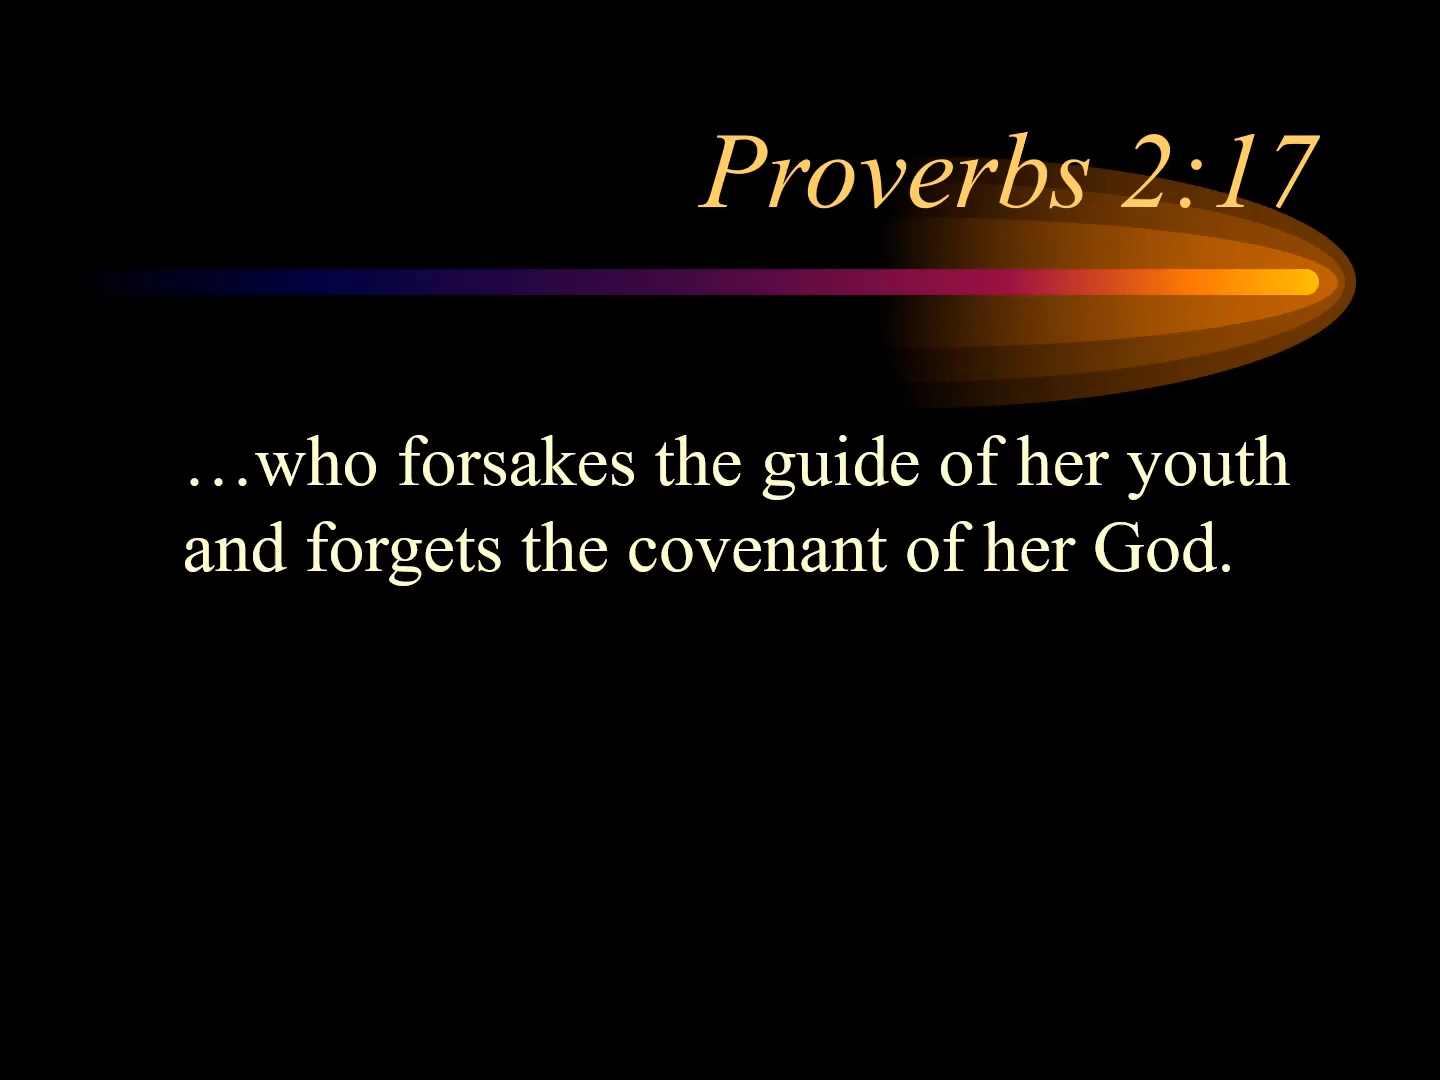 Proverbs 2:17
…who forsakes the guide of her youth
and forgets the covenant of her God.